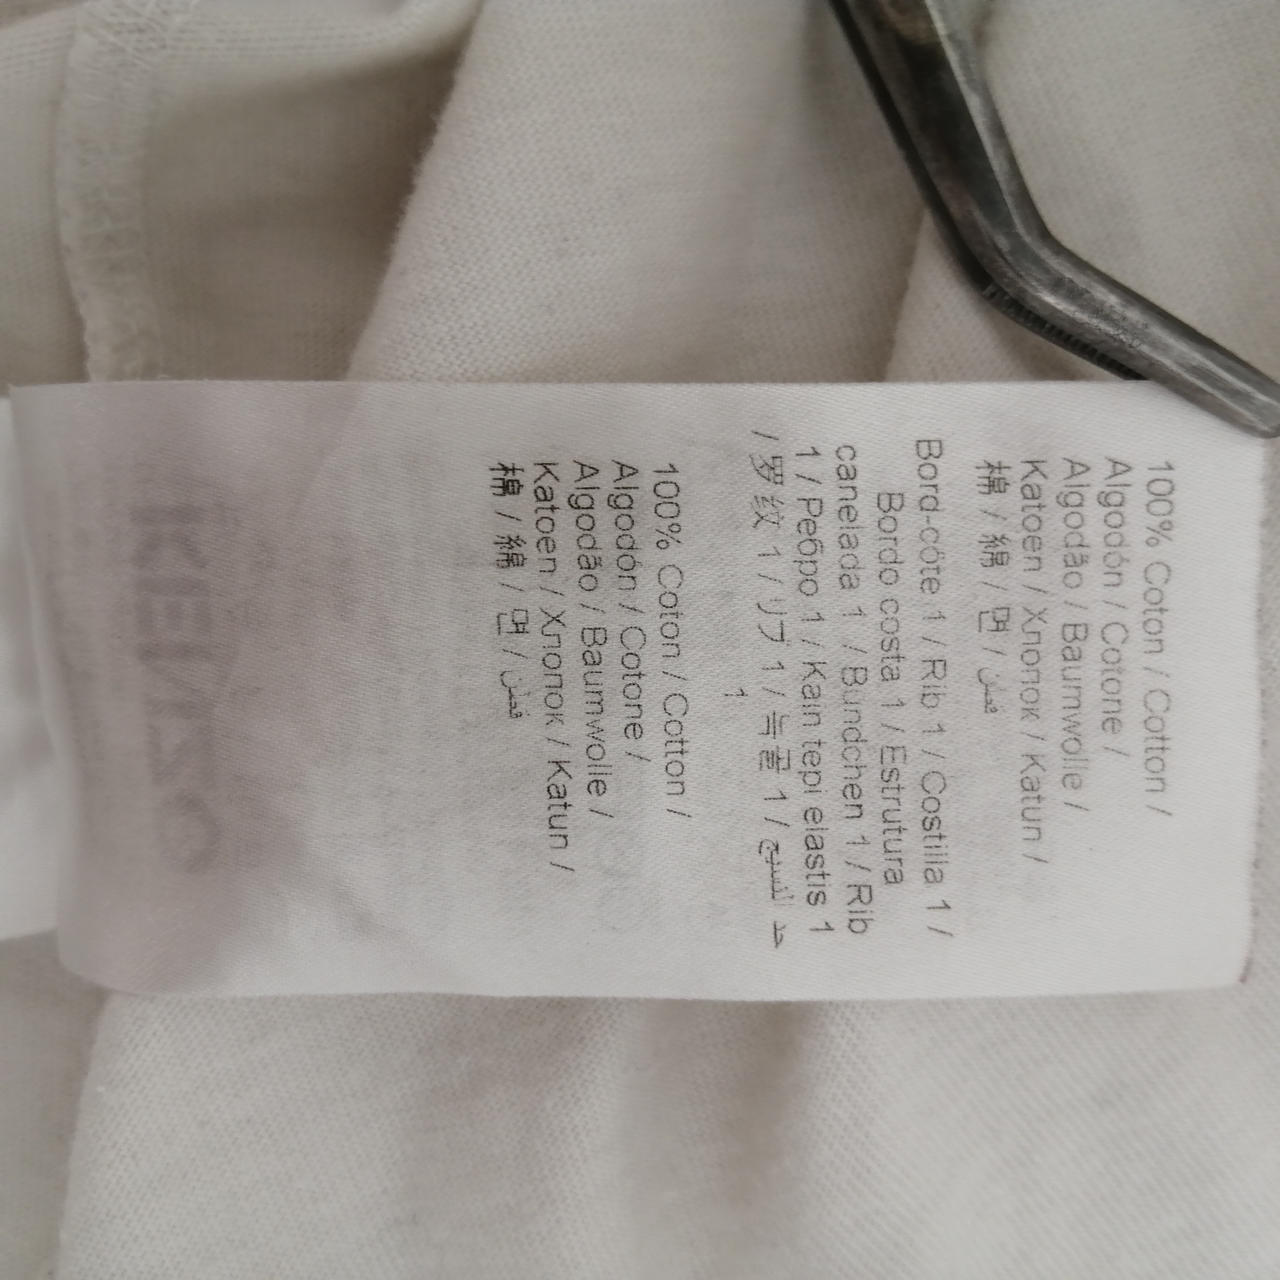 100% Coton / Cotton /
Algodón / Cotone /
Algodão / Baumwolle /
Katoen / Хлопок / Katun /
棉 / 綿 / 면 / قطن
Bord-côte 1 / Rib 1 / Costilla 1 /
Bordo costa 1 / Estrutura
canelada 1 / Bündchen 1 / Rib
1 / Ребро 1 / Kain tepi elastis 1
/ 罗纹 1 / リブ 1 / 녹골 1 /
1
100% Coton / Cotton /
Algodón / Cotone /
Algodão / Baumwolle /
Katoen / Хлопок / Katun /
棉 / 綿 / 면 / قطن
KENZO